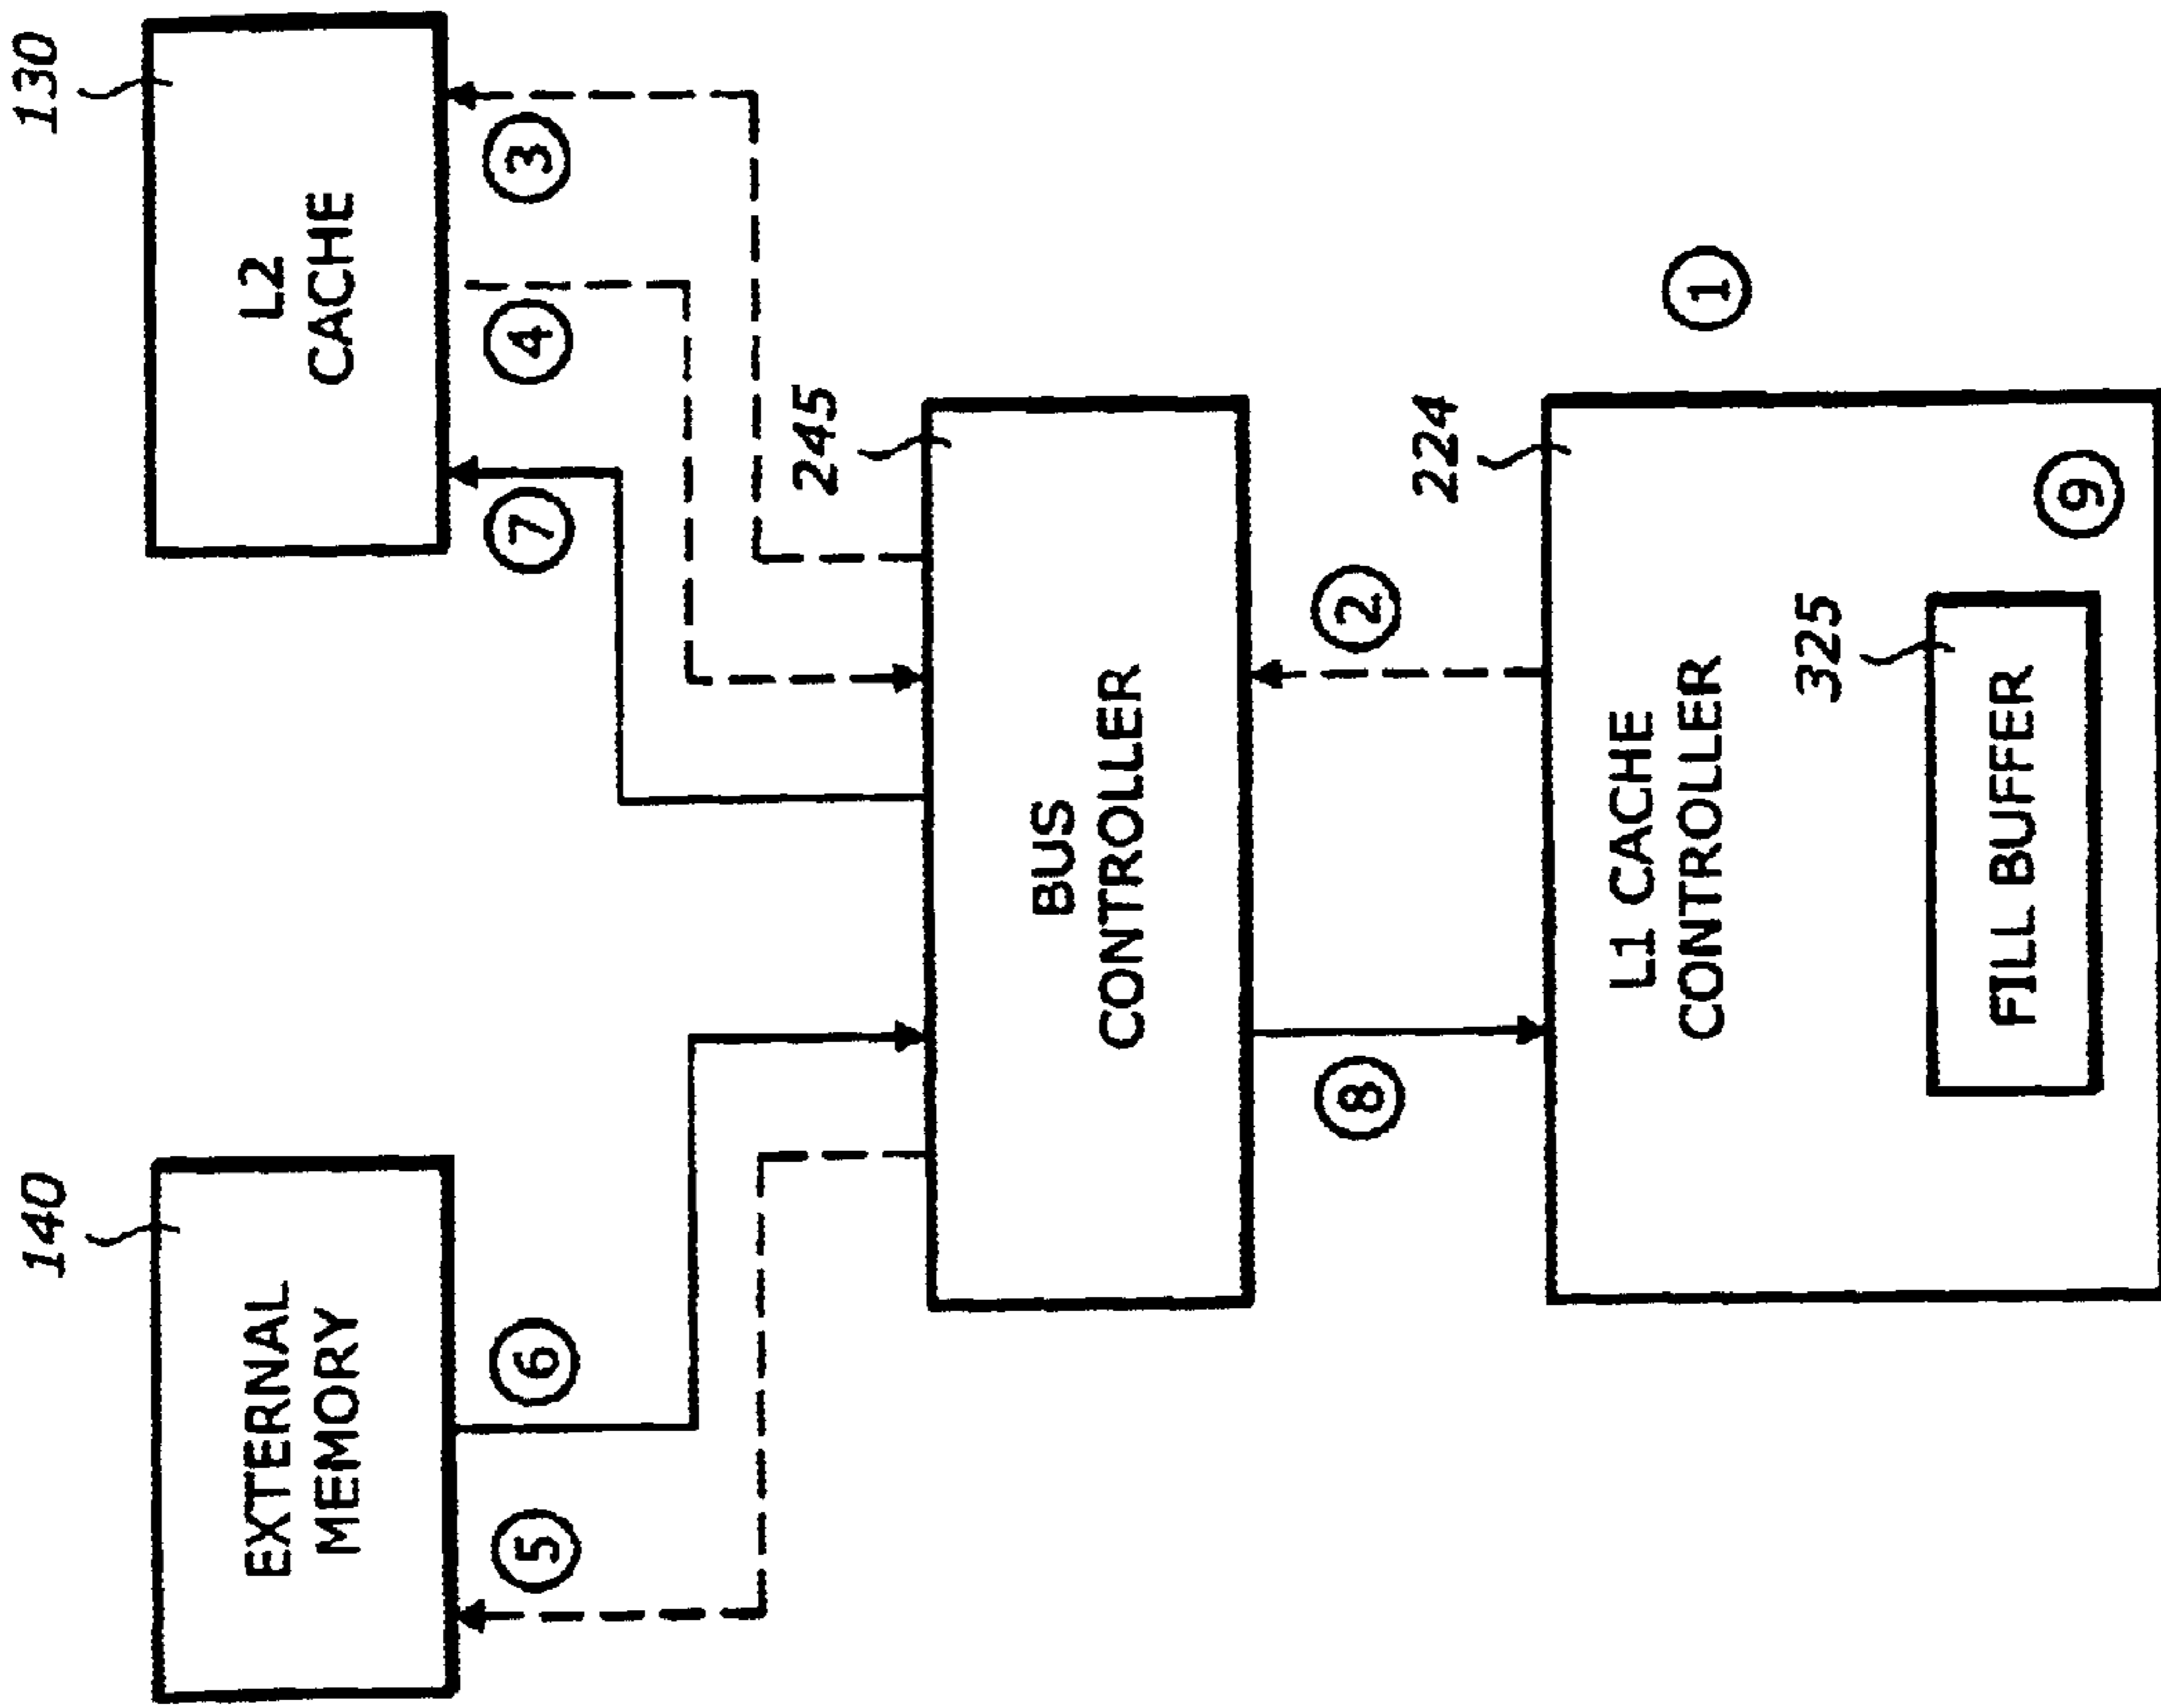 140
130
EXTERNAL
MEMORY
L2
CACHE
5
6
7
4
3
245
BUS
CONTROLLER
8
2
224
L1 CACHE
CONTROLLER
1
325
FILL BUFFER
9